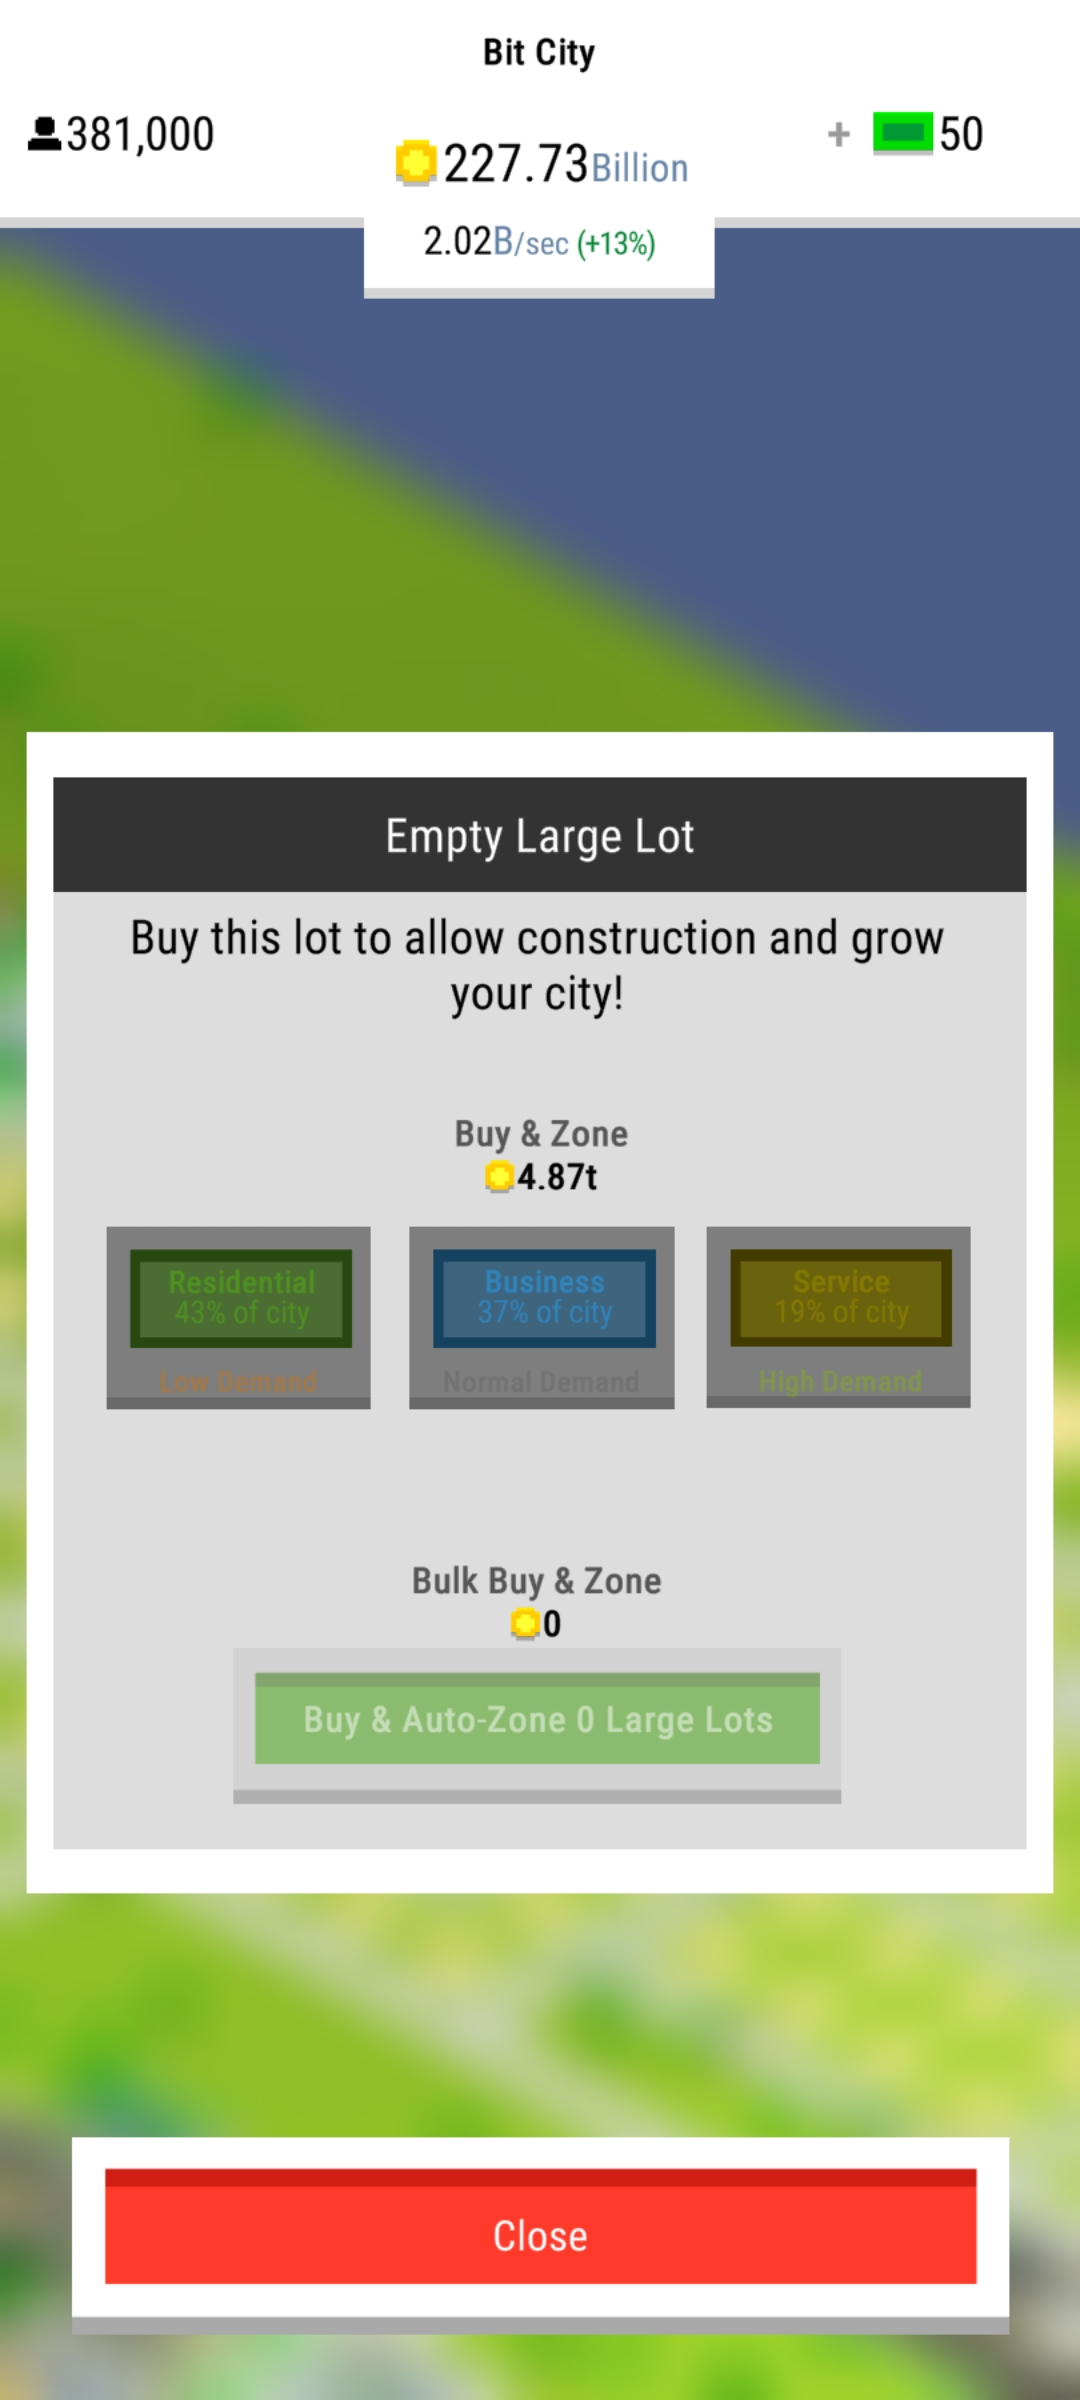 Bit City
381,000
+ 50
227.73Billion
2.02B/sec (+13%)
Empty Large Lot
Buy this lot to allow construction and grow
your city!
Buy & Zone
4.87t
Residential
43% of city
Low Demand
Business
37% of city
Normal Demand
Service
19% of city
High Demand
Bulk Buy & Zone
0
Buy & Auto-Zone 0 Large Lots
Close